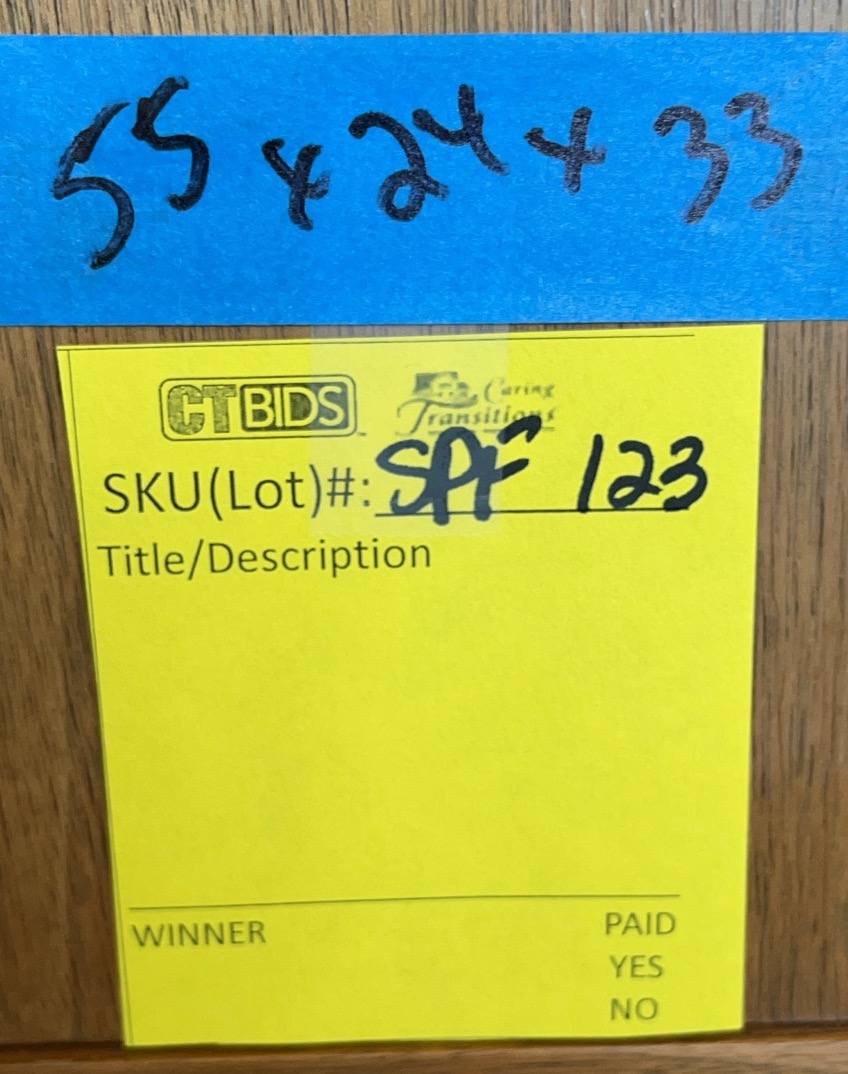 55 x 24 x 33
CTBIDS
Caring
Transitions
SKU(Lot)#: SPF 123
Title/Description
WINNER PAID
YES
NO